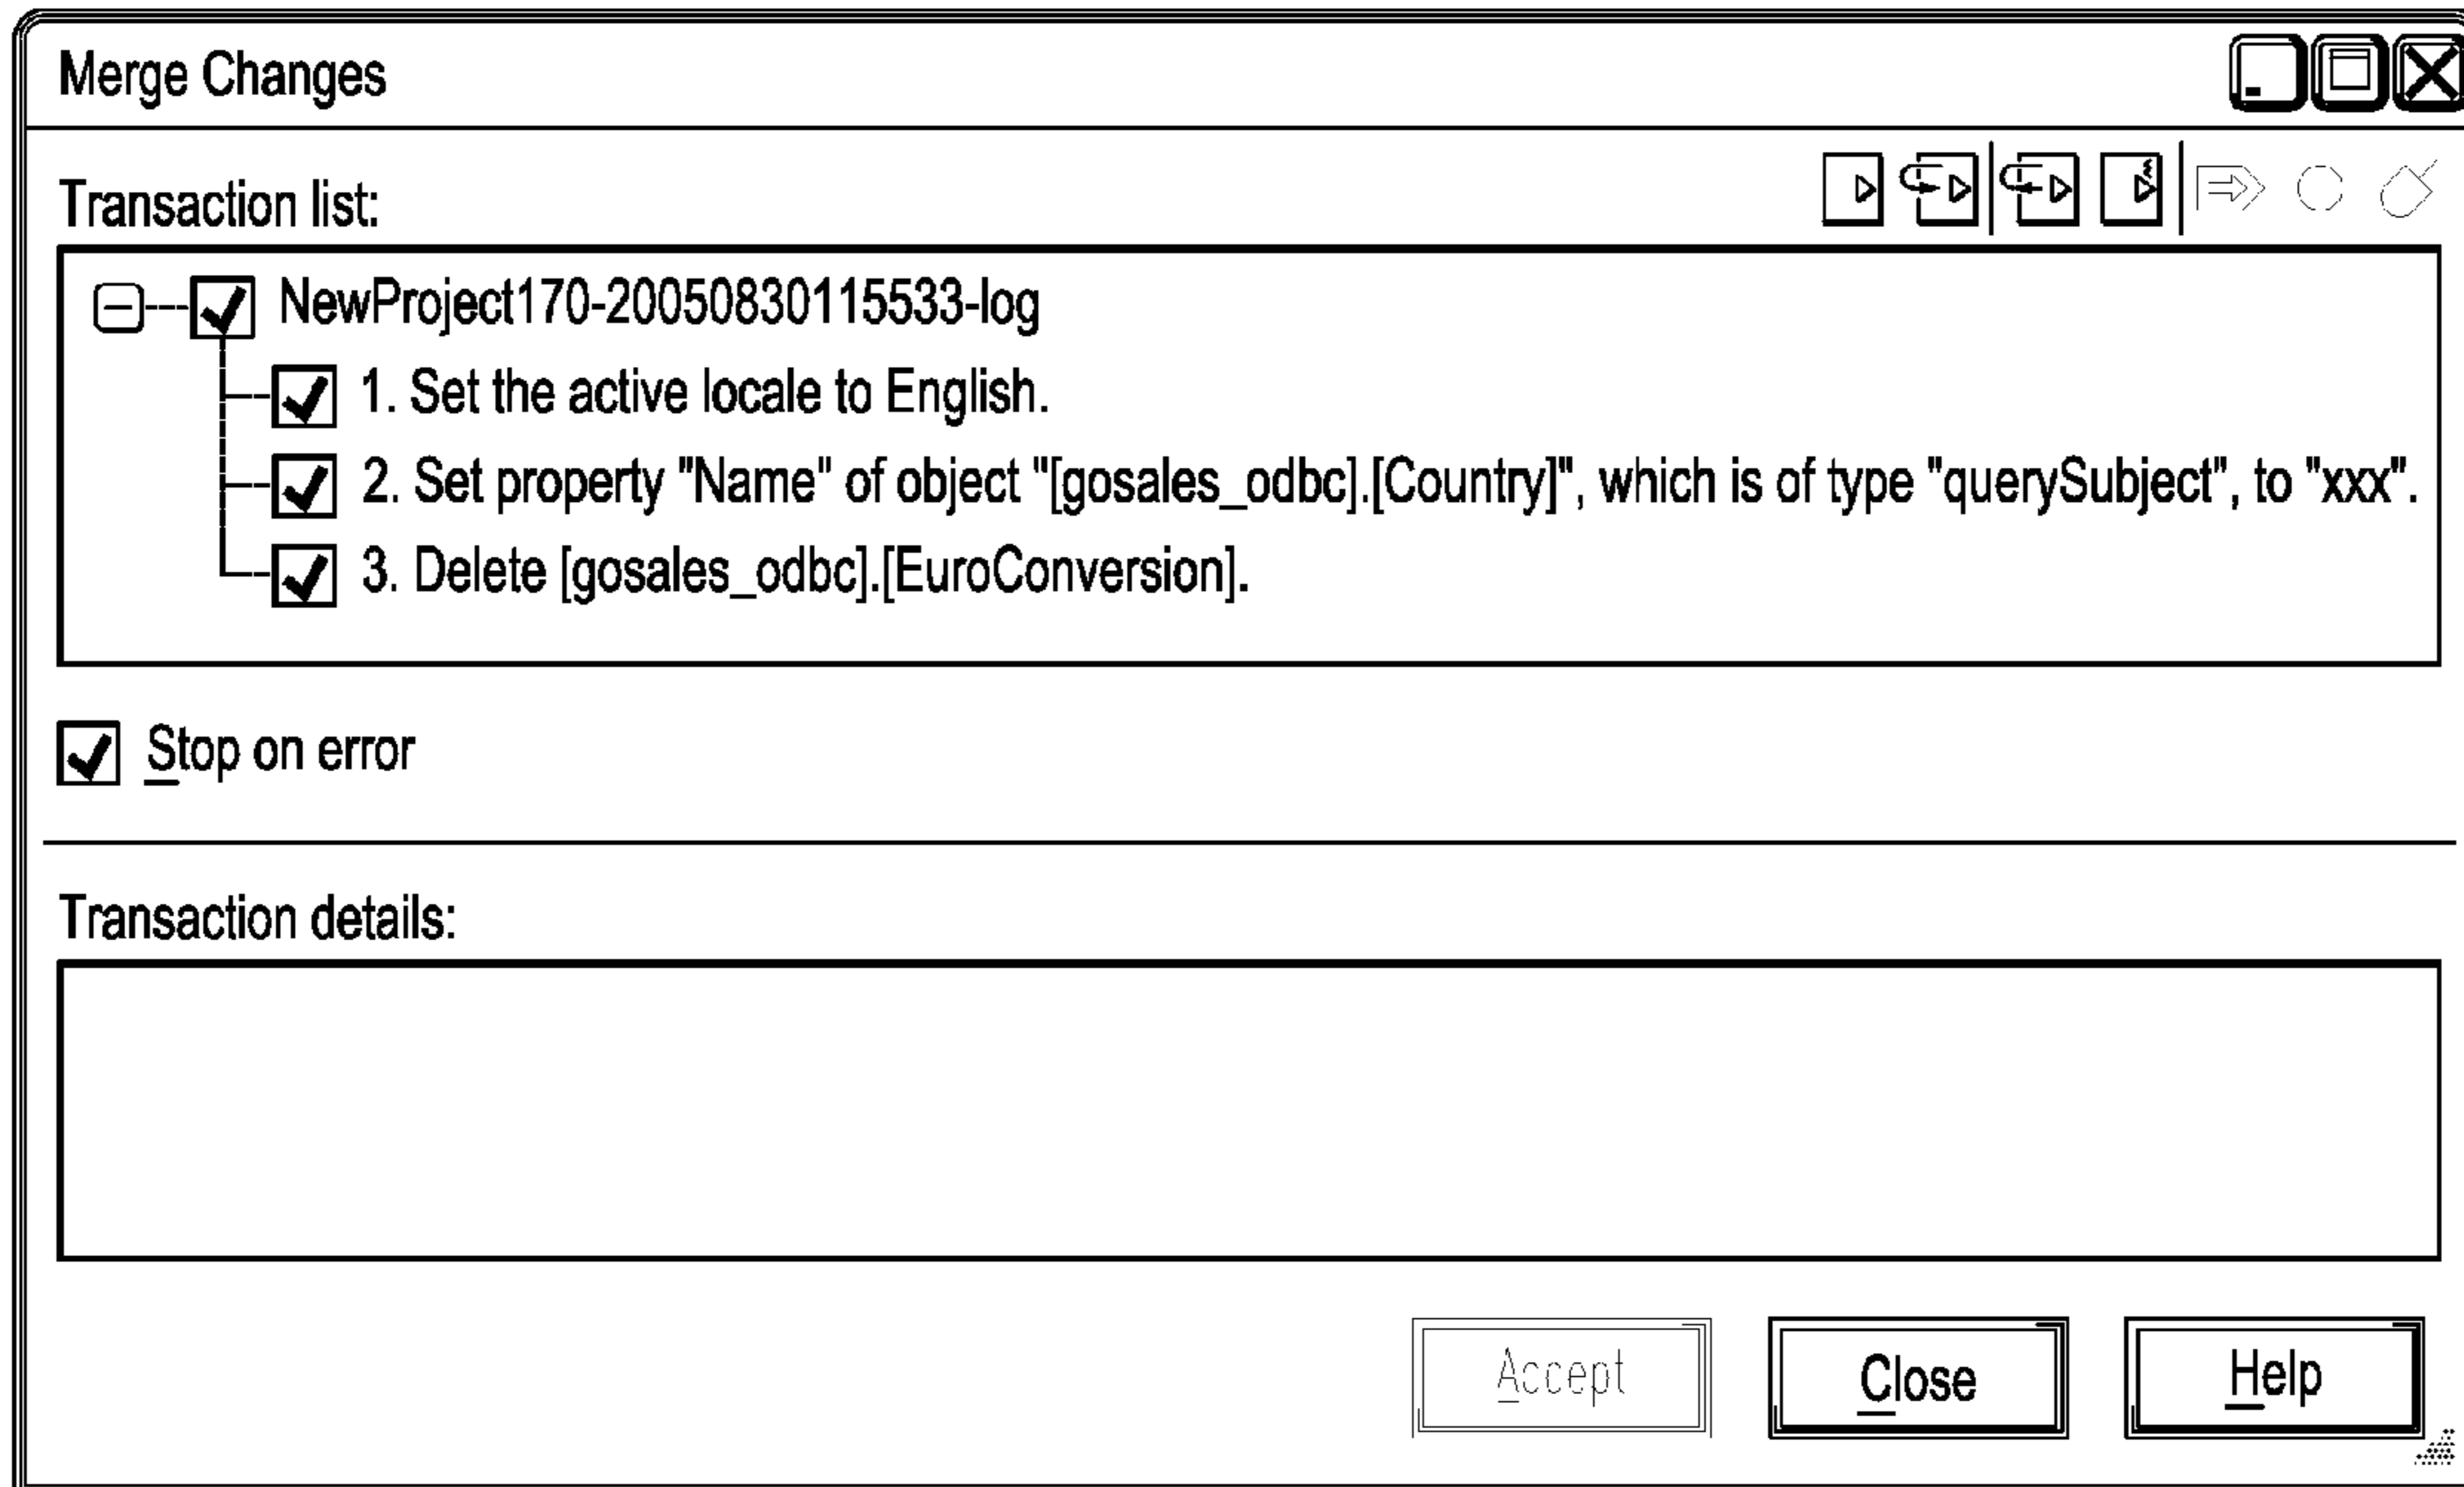 Merge Changes
Transaction list:
NewProject170-20050830115533-log
1. Set the active locale to English.
2. Set property "Name" of object "[gosales_odbc].[Country]", which is of type "querySubject", to "xxx".
3. Delete [gosales_odbc].[EuroConversion].
Stop on error
Transaction details:
Accept Close Help